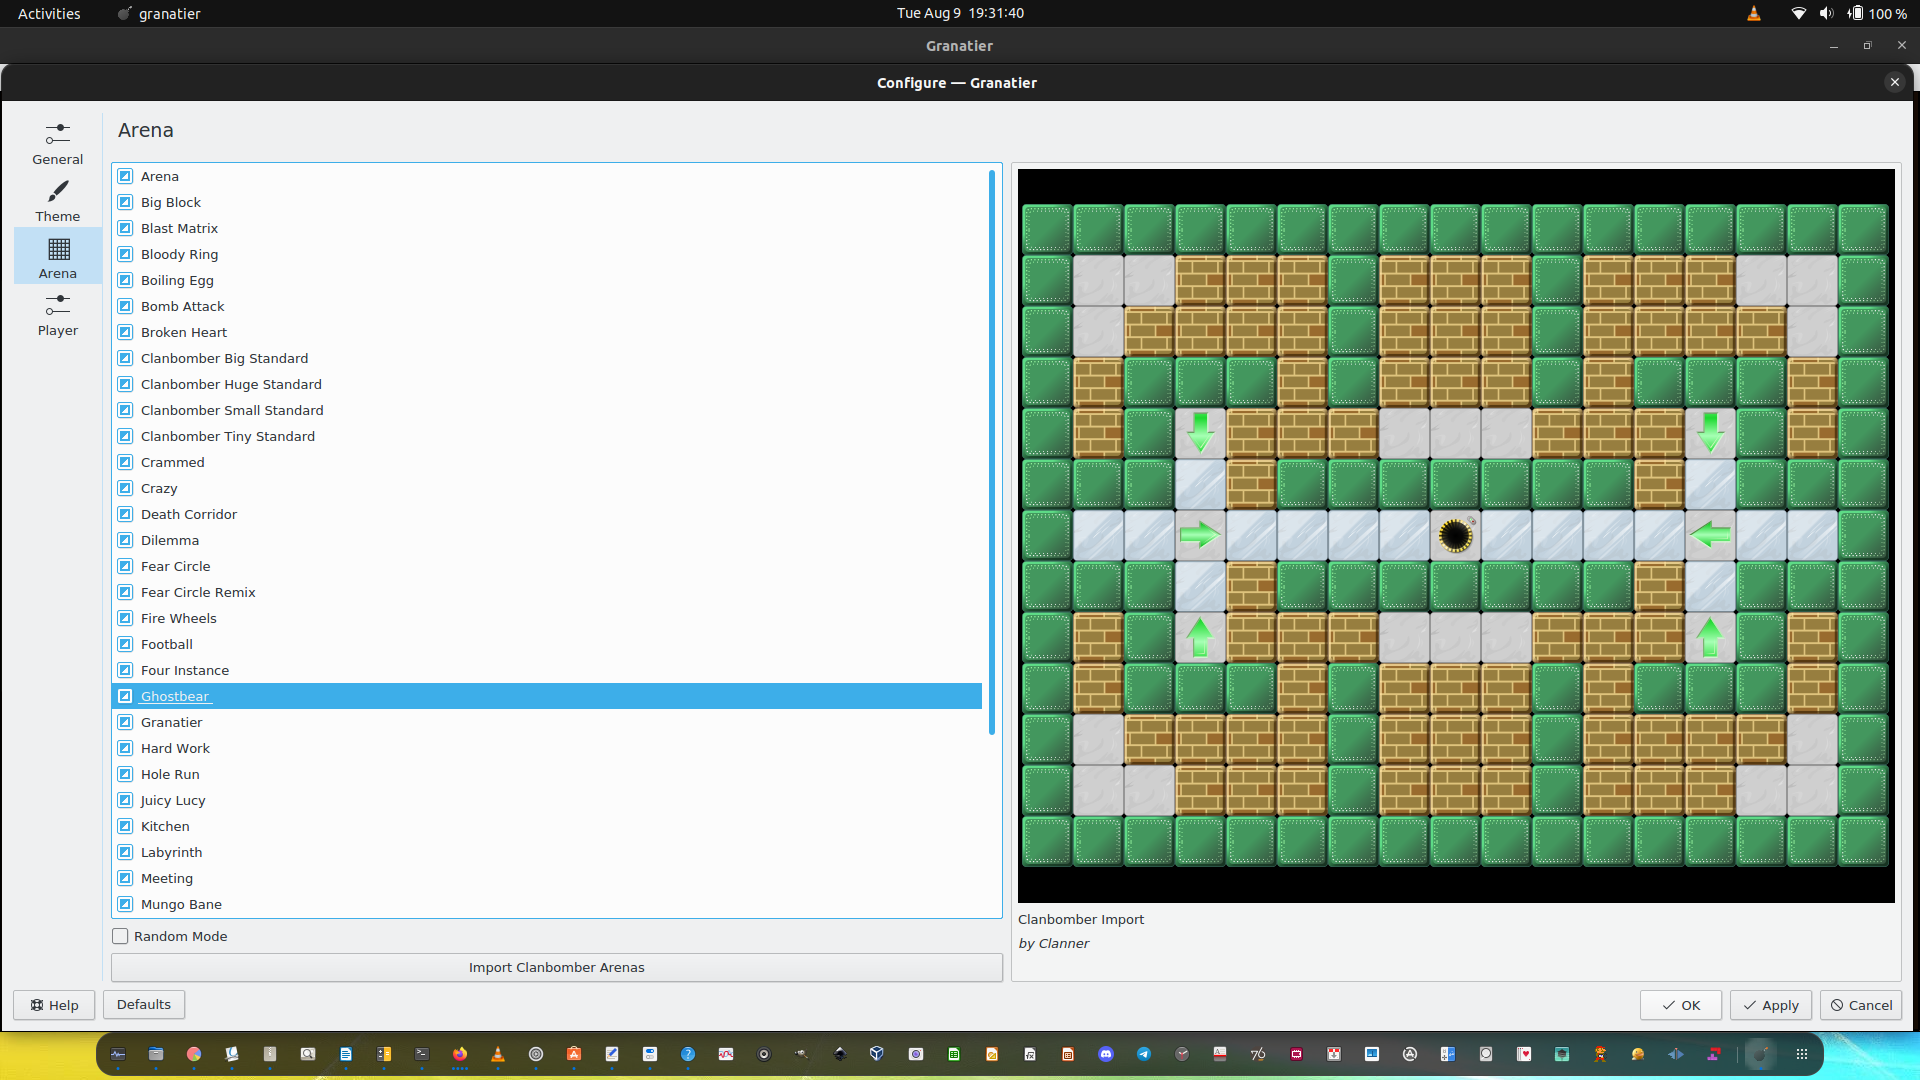 Activities
granatier
Tue Aug 9 19:31:40
100 %
Granatier
Configure — Granatier
General
Theme
Arena
Player
Arena
Arena
Big Block
Blast Matrix
Bloody Ring
Boiling Egg
Bomb Attack
Broken Heart
Clanbomber Big Standard
Clanbomber Huge Standard
Clanbomber Small Standard
Clanbomber Tiny Standard
Crammed
Crazy
Death Corridor
Dilemma
Fear Circle
Fear Circle Remix
Fire Wheels
Football
Four Instance
Ghostbear
Granatier
Hard Work
Hole Run
Juicy Lucy
Kitchen
Labyrinth
Meeting
Mungo Bane
Random Mode
Import Clanbomber Arenas
Clanbomber Import
by Clanner
Help
Defaults
OK
Apply
Cancel